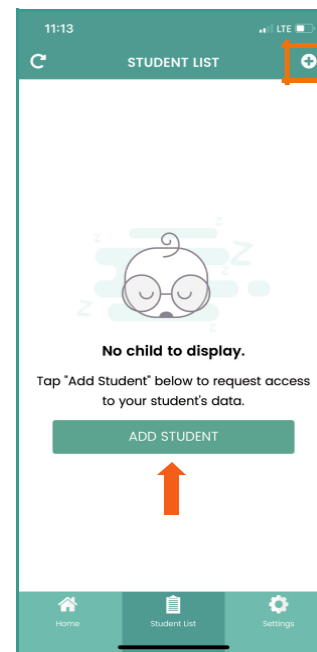 11:13
LTE
STUDENT LIST
z
z
Z
z
Z
z
No child to display.
Tap "Add Student" below to request access
to your student's data.
ADD STUDENT
Home
Student List
Settings